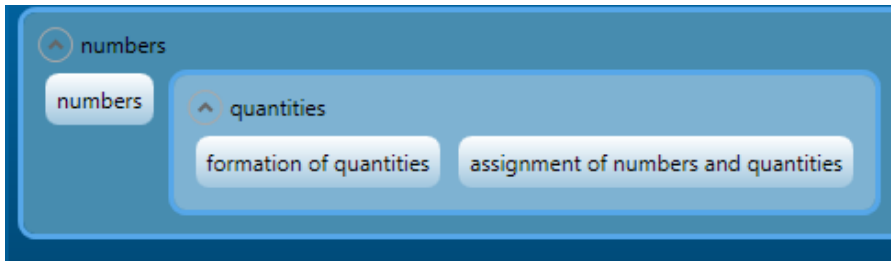 numbers
numbers
quantities
formation of quantities
assignment of numbers and quantities